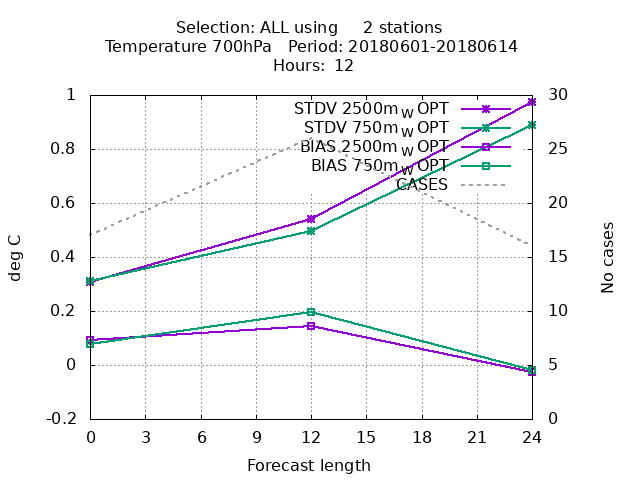 Selection: ALL using 2 stations
Temperature 700hPa Period: 20180601-20180614
Hours: 12
1 30
STDV 2500m W OPT
STDV 750m W OPT
0.8 25
BIAS 2500m W OPT
BIAS 750m W OPT
CASES
0.6 20
0.4 15
0.2 10
0 5
-0.2 0
deg C
No cases
0 3 6 9 12 15 18 21 24
Forecast length